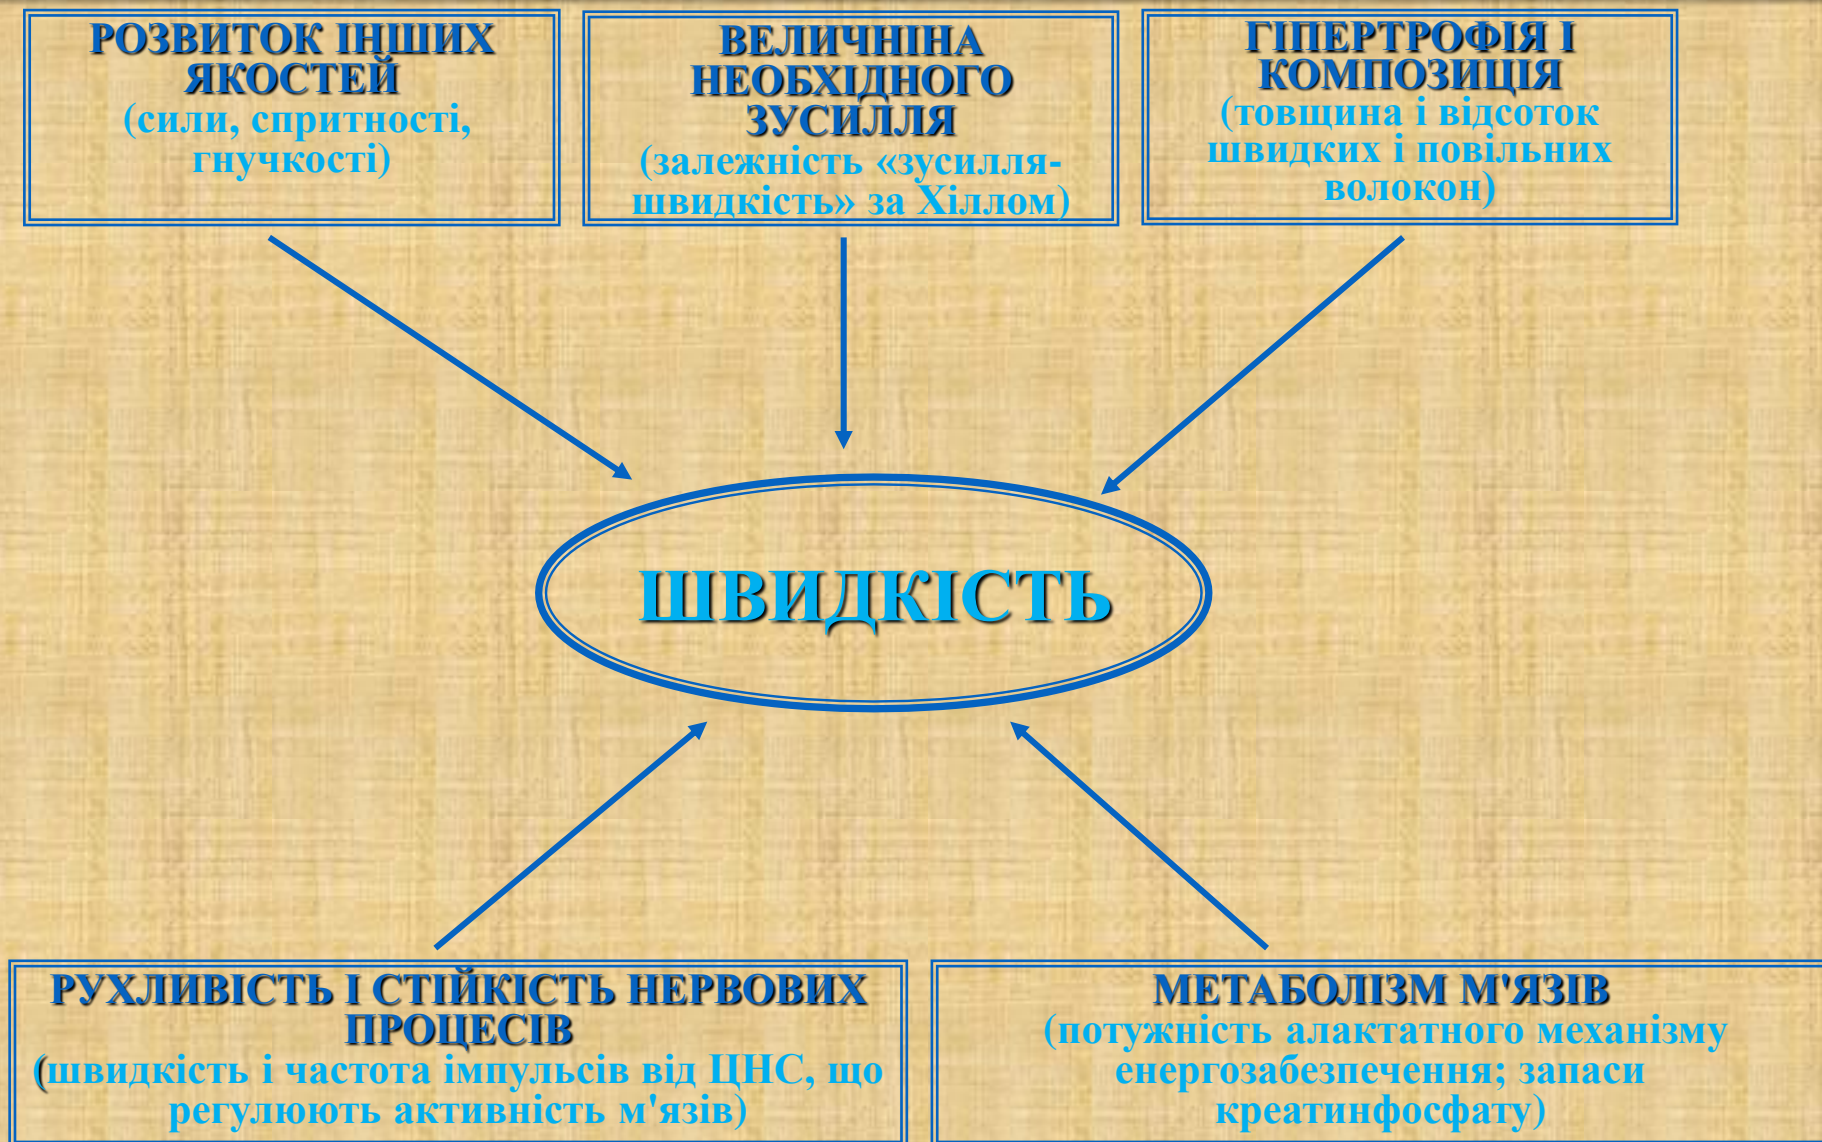 РОЗВИТОК ІНШИХ
ЯКОСТЕЙ
(сили, спритності,
гнучкості)
ВЕЛИЧНІНА
НЕОБХІДНОГО
ЗУСИЛЛЯ
(залежність «зусилля-
швидкість» за Хіллом)
ГІПЕРТРОФІЯ І
КОМПОЗИЦІЯ
(товщина і відсоток
швидких і повільних
волокон)
ШВИДКІСТЬ
РУХЛИВІСТЬ І СТІЙКІСТЬ НЕРВОВИХ
ПРОЦЕСІВ
(швидкість і частота імпульсів від ЦНС, що
регулюють активність м'язів)
МЕТАБОЛІЗМ М'ЯЗІВ
(потужність алактатного механізму
енергозабезпечення; запаси
креатинфосфату)